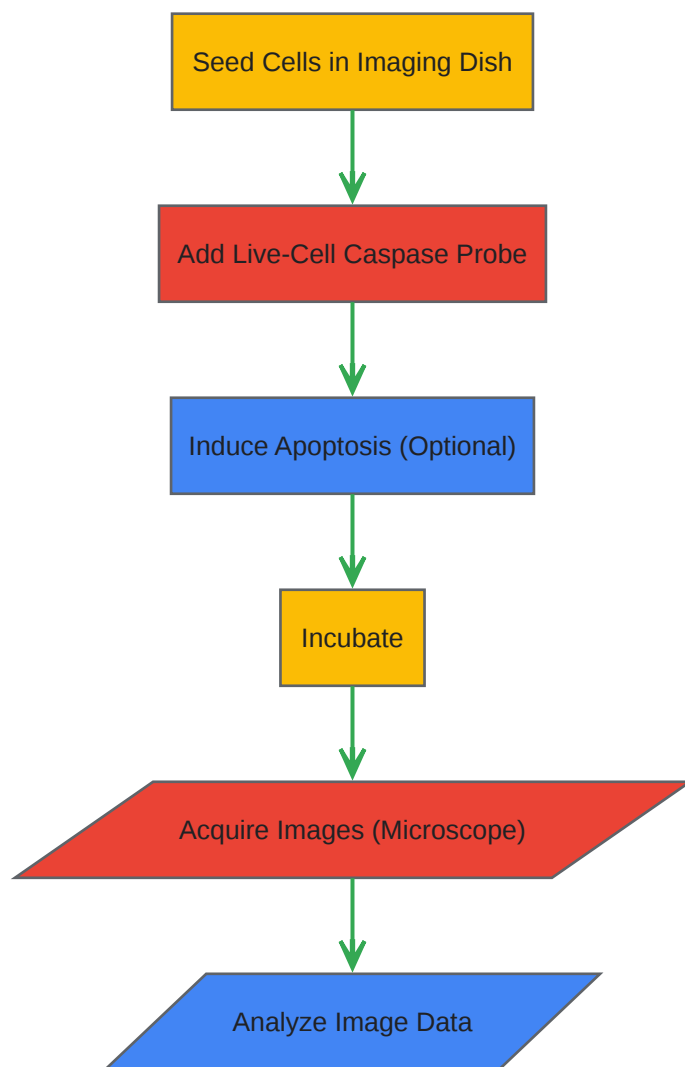 Seed Cells in Imaging Dish
Add Live-Cell Caspase Probe
Induce Apoptosis (Optional)
Incubate
Acquire Images (Microscope)
Analyze Image Data